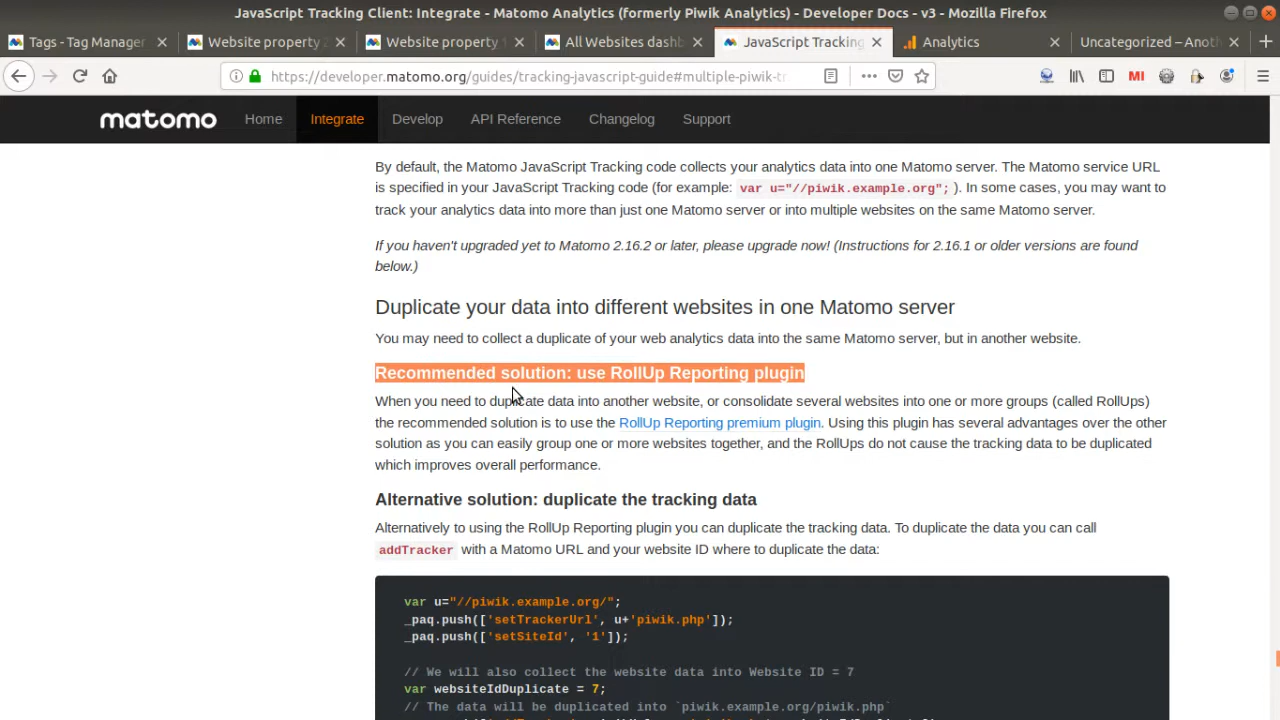 JavaScript Tracking Client: Integrate - Matomo Analytics (formerly Piwik Analytics) - Developer Docs - v3 - Mozilla Firefox
Tags - Tag Manager
Website property
Website property
All Websites dashb
JavaScript Tracking
Analytics
Uncategorized – Anoth
https://developer.matomo.org/guides/tracking-javascript-guide#multiple-piwik-tr
MI
matomo
Home
Integrate
Develop
API Reference
Changelog
Support
By default, the Matomo JavaScript Tracking code collects your analytics data into one Matomo server. The Matomo service URL
is specified in your JavaScript Tracking code (for example: var u="//piwik.example.org"; ). In some cases, you may want to
track your analytics data into more than just one Matomo server or into multiple websites on the same Matomo server.
If you haven't upgraded yet to Matomo 2.16.2 or later, please upgrade now! (Instructions for 2.16.1 or older versions are found
below.)
Duplicate your data into different websites in one Matomo server
You may need to collect a duplicate of your web analytics data into the same Matomo server, but in another website.
Recommended solution: use RollUp Reporting plugin
When you need to duplicate data into another website, or consolidate several websites into one or more groups (called RollUps)
the recommended solution is to use the RollUp Reporting premium plugin. Using this plugin has several advantages over the other
solution as you can easily group one or more websites together, and the RollUps do not cause the tracking data to be duplicated
which improves overall performance.
Alternative solution: duplicate the tracking data
Alternatively to using the RollUp Reporting plugin you can duplicate the tracking data. To duplicate the data you can call
addTracker with a Matomo URL and your website ID where to duplicate the data:
var u="//piwik.example.org/";
_paq.push(['setTrackerUrl', u+'piwik.php']);
_paq.push(['setSiteId', '1']);
// We will also collect the website data into Website ID = 7
var websiteIdDuplicate = 7;
// The data will be duplicated into `piwik.example.org/piwik.php`